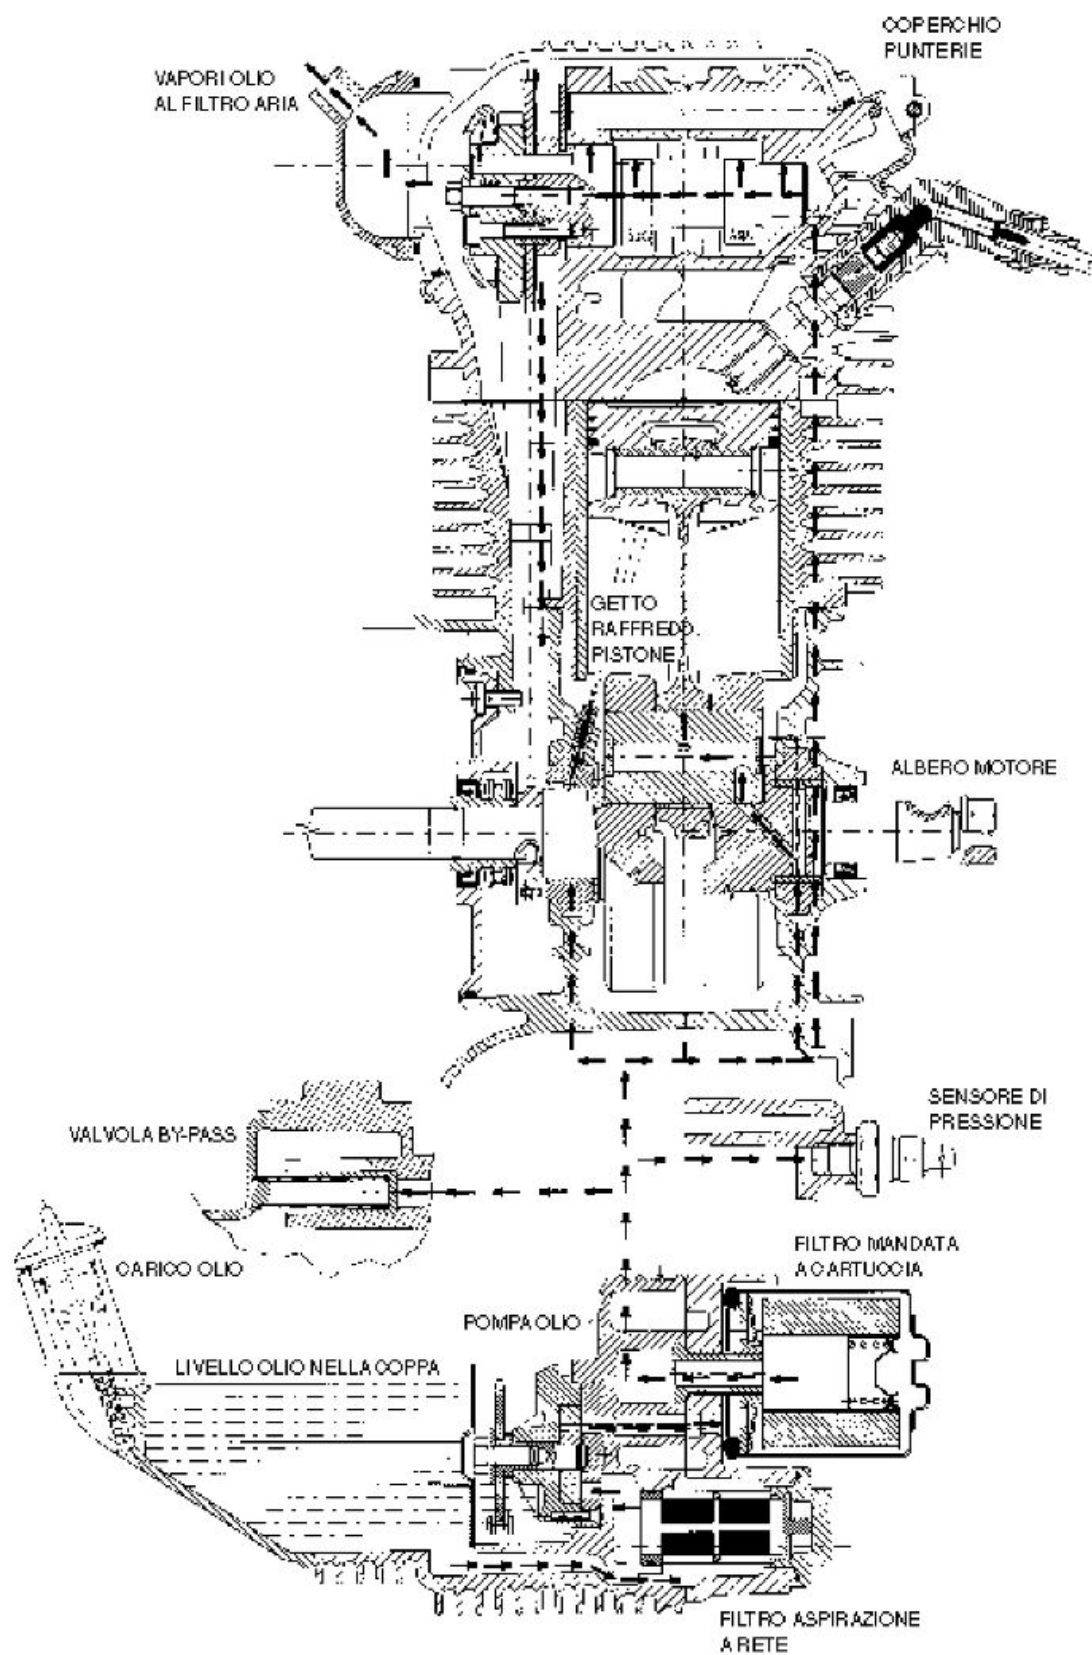 COPERCHIO
PUNTERIE
VAPORI OLIO
AL FILTRO ARIA
GETTO
RAFFREDO
PISTONE
ALBERO MOTORE
SENSORE DI
PRESSIONE
VALVOLA BY-PASS
FILTRO MANDATA
A CARTUCCIA
CARICO OLIO
POMPA OLIO
LIVELLO OLIO NELLA COPPA
FILTRO ASPIRAZIONE
A RETE